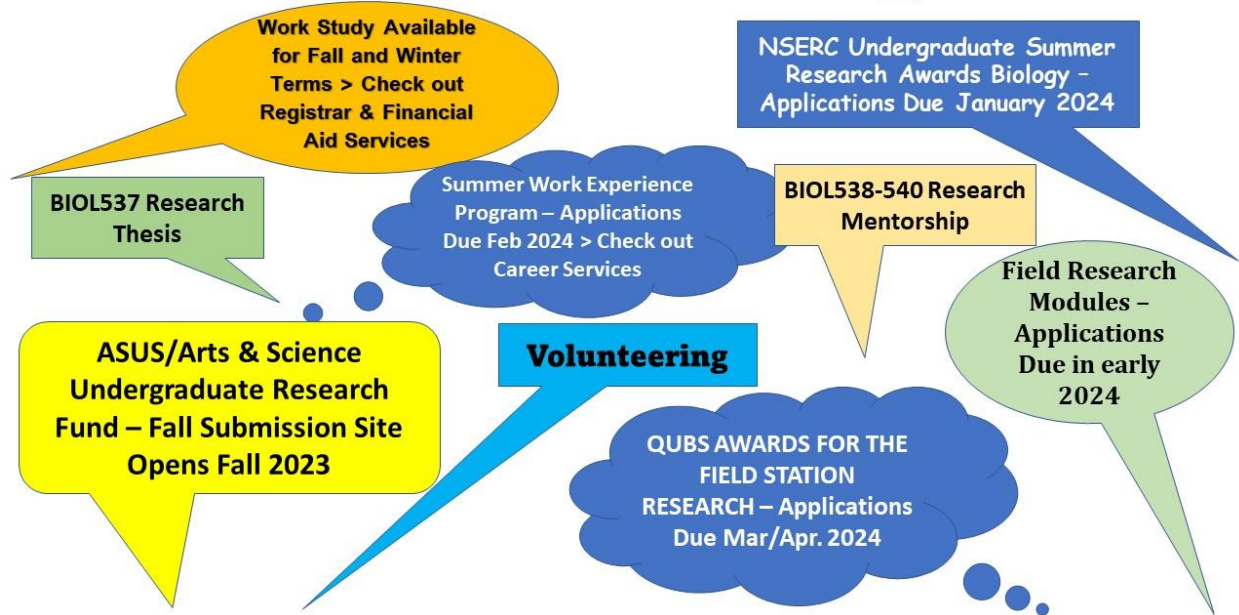 Work Study Available
for Fall and Winter
Terms > Check out
Registrar & Financial
Aid Services
NSERC Undergraduate Summer
Research Awards Biology –
Applications Due January 2024
BIOL537 Research
Thesis
Summer Work Experience
Program – Applications
Due Feb 2024 > Check out
Career Services
BIOL538-540 Research
Mentorship
Field Research
Modules –
Applications
Due in early
2024
ASUS/Arts & Science
Undergraduate Research
Fund – Fall Submission Site
Opens Fall 2023
Volunteering
QUBS AWARDS FOR THE
FIELD STATION
RESEARCH – Applications
Due Mar/Apr. 2024